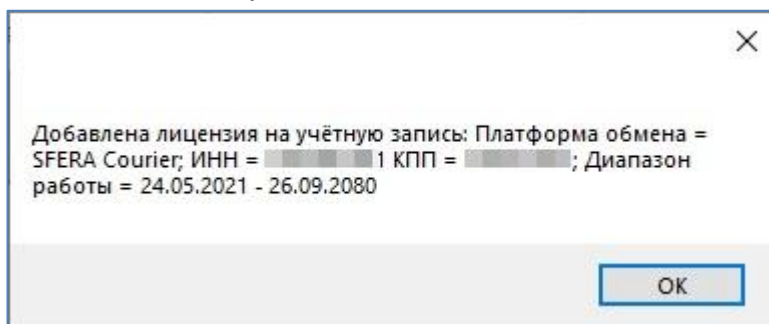 Добавлена лицензия на учётную запись: Платформа обмена =
SFERA Courier; ИНН = 1 КПП = ; Диапазон
работы = 24.05.2021 - 26.09.2080
OK